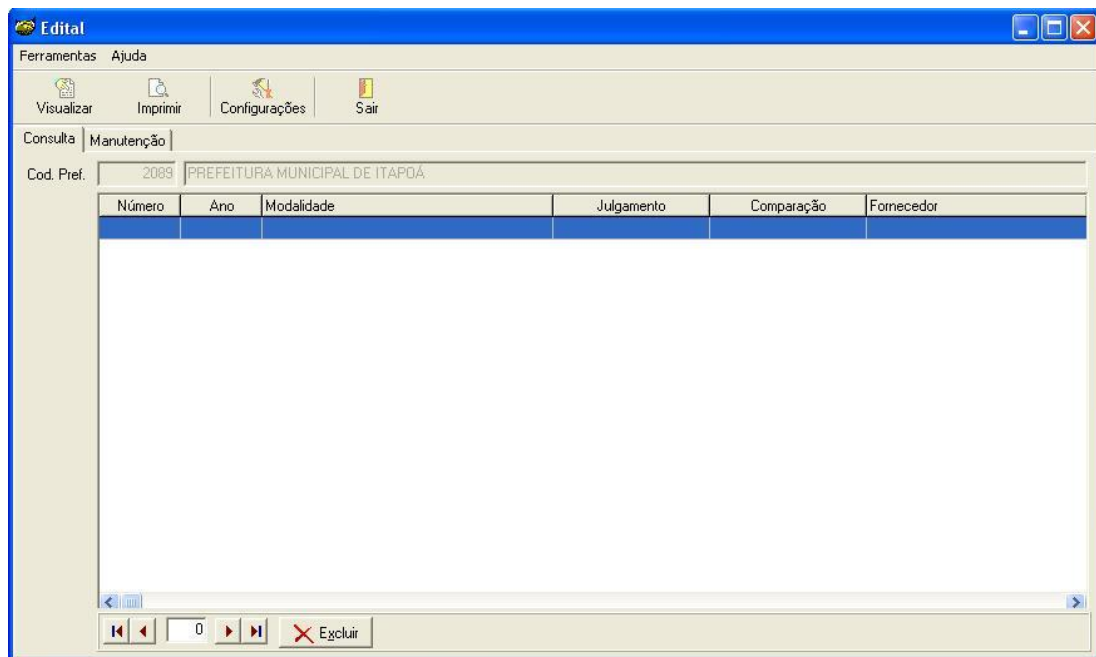 Edital
Ferramentas Ajuda
Visualizar Imprimir Configurações Sair
Consulta Manutenção
Cod. Pref. 2089 PREFEITURA MUNICIPAL DE ITAPOÁ
Número Ano Modalidade Julgamento Comparação Fornecedor
0 Excluir